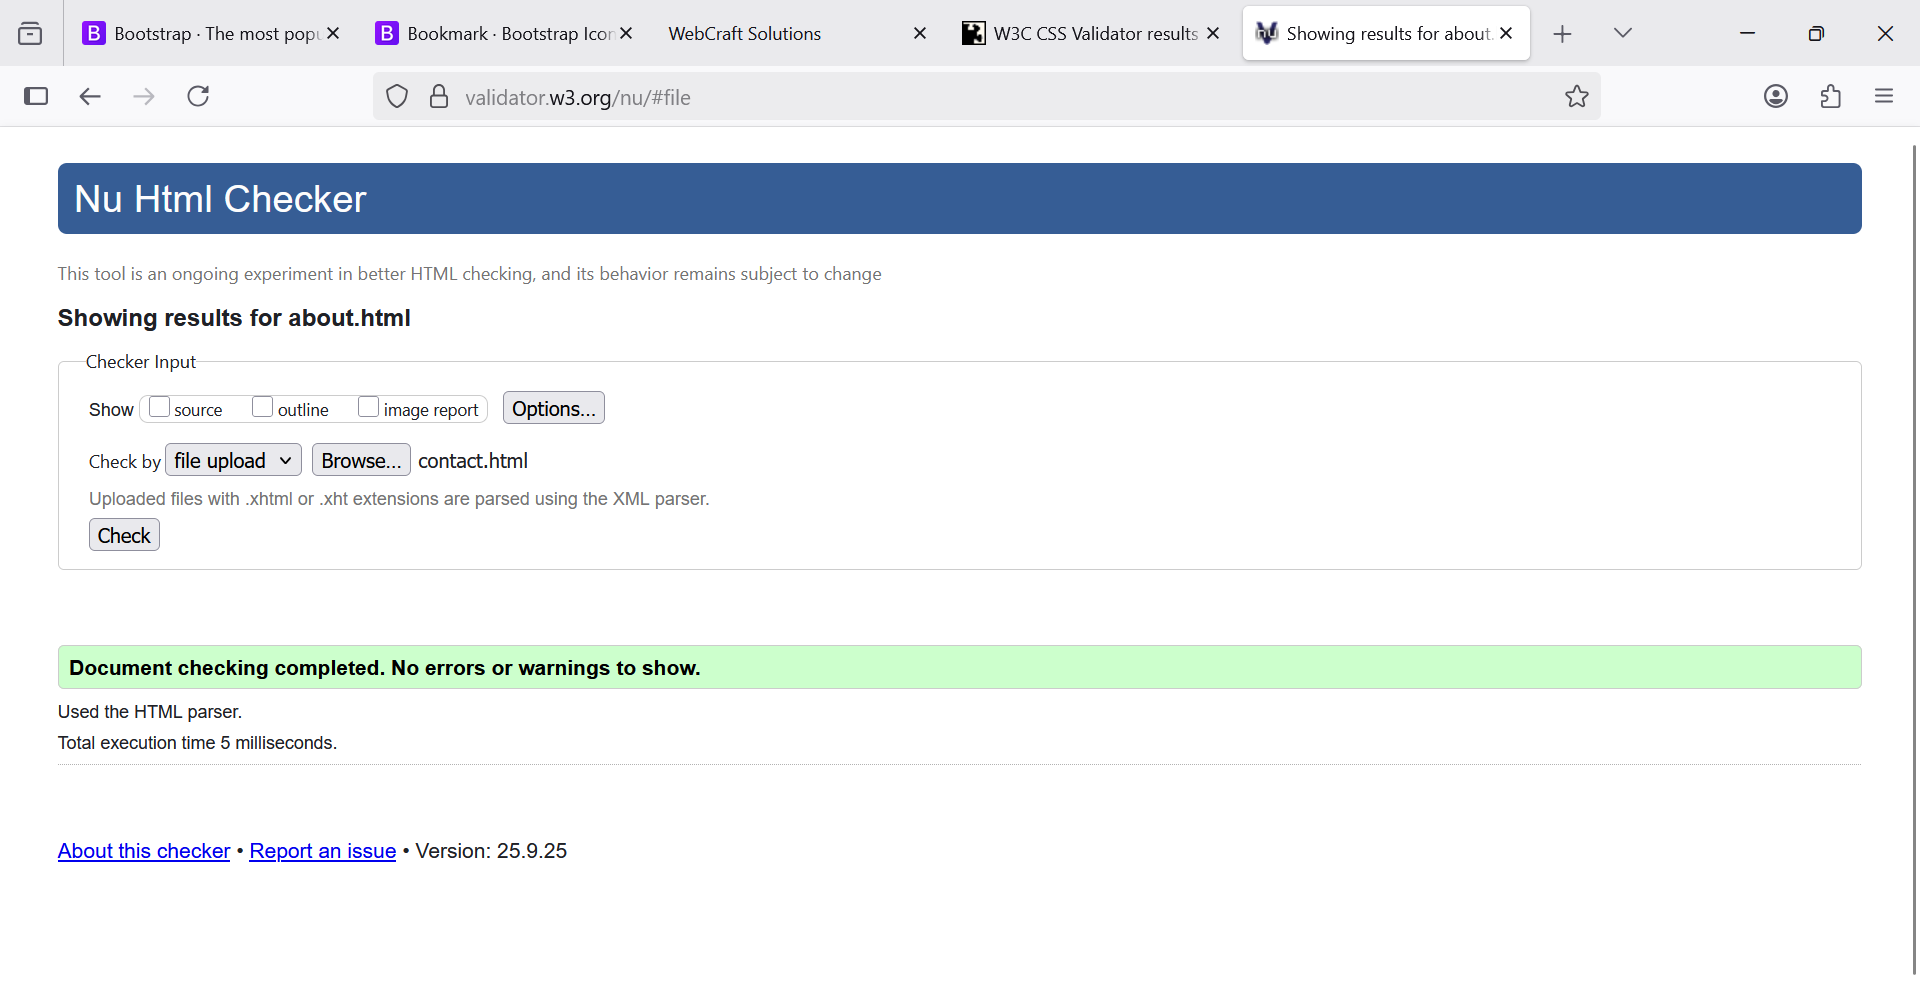 Bootstrap · The most popu
Bookmark · Bootstrap Icon
WebCraft Solutions
W3C CSS Validator results
Showing results for about.
validator.w3.org/nu/#file
Nu Html Checker
This tool is an ongoing experiment in better HTML checking, and its behavior remains subject to change
Showing results for about.html
Checker Input
Show source outline image report Options...
Check by file upload Browse... contact.html
Uploaded files with .xhtml or .xht extensions are parsed using the XML parser.
Check
Document checking completed. No errors or warnings to show.
Used the HTML parser.
Total execution time 5 milliseconds.
About this checker • Report an issue • Version: 25.9.25